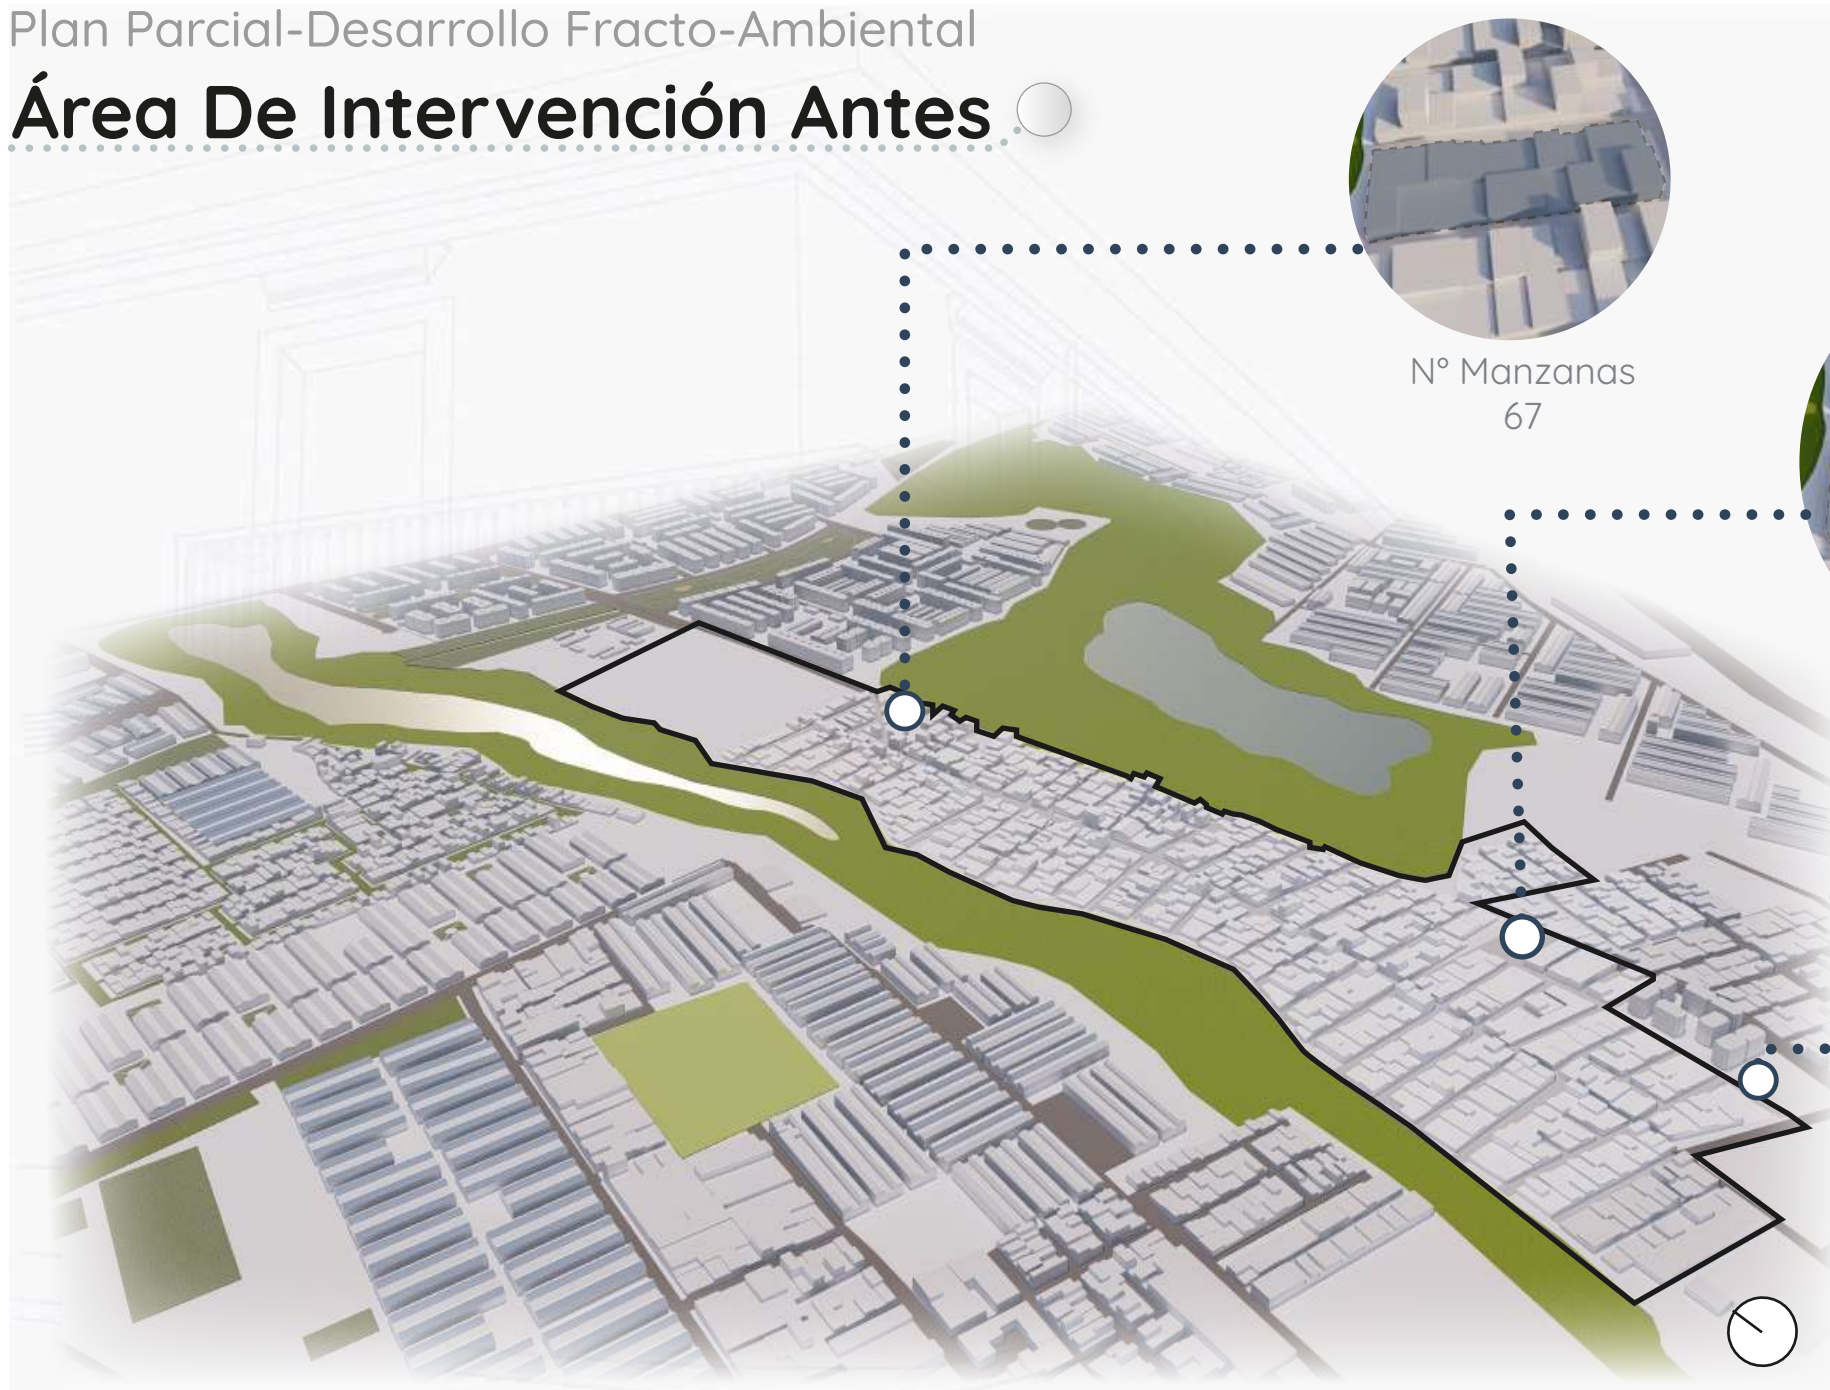 Plan Parcial-Desarrollo Fracto-Ambiental
Área De Intervención Antes
N° Manzanas
67